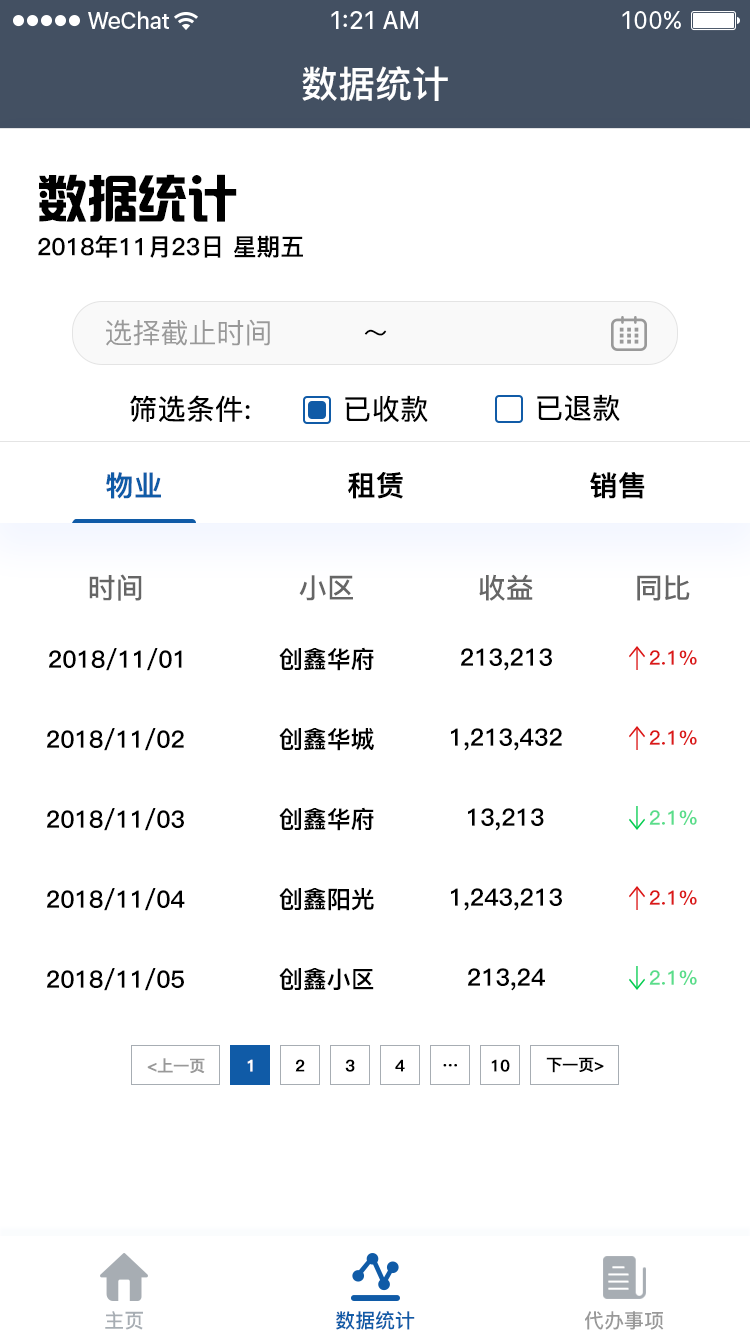 WeChat 1:21 AM 100%
数据统计
数据统计
2018年11月23日 星期五
选择截止时间 ～
筛选条件: 已收款 已退款
物业 租赁 销售
时间 小区 收益 同比
2018/11/01 创鑫华府 213,213 ↑2.1%
2018/11/02 创鑫华城 1,213,432 ↑2.1%
2018/11/03 创鑫华府 13,213 ↓2.1%
2018/11/04 创鑫阳光 1,243,213 ↑2.1%
2018/11/05 创鑫小区 213,24 ↓2.1%
<上一页 1 2 3 4 ··· 10 下一页>
主页 数据统计 代办事项